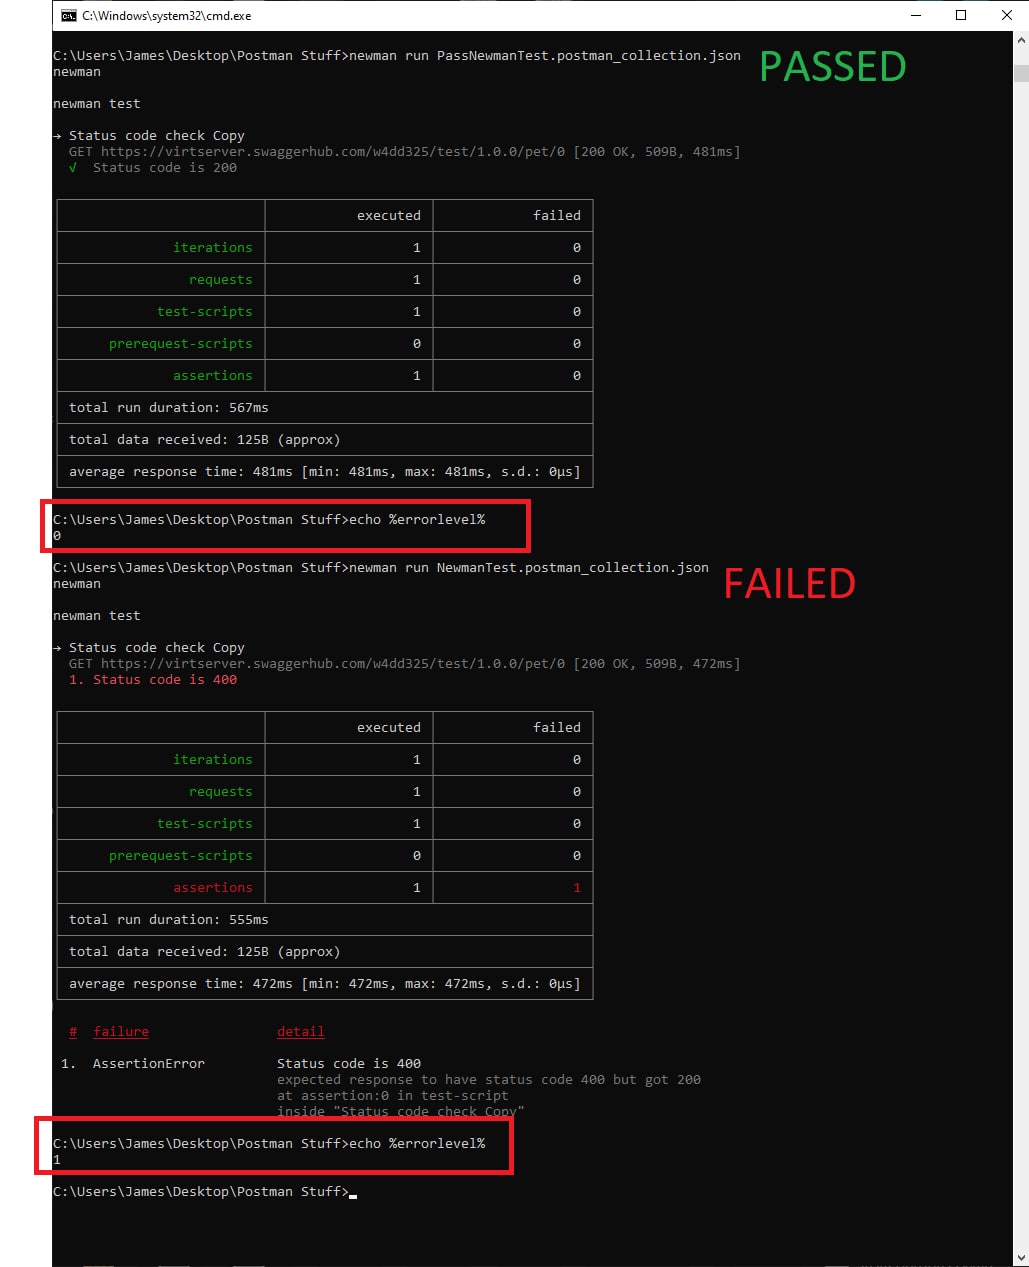 C:\Windows\system32\cmd.exe
C:\Users\James\Desktop\Postman Stuff>newman run PassNewmanTest.postman_collection.json
PASSED
newman
newman test
→ Status code check Copy
GET https://virtserver.swaggerhub.com/w4dd325/test/1.0.0/pet/0 [200 OK, 509B, 481ms]
√ Status code is 200
executed failed
iterations 1 0
requests 1 0
test-scripts 1 0
prerequest-scripts 0 0
assertions 1 0
total run duration: 567ms
total data received: 125B (approx)
average response time: 481ms [min: 481ms, max: 481ms, s.d.: 0µs]
C:\Users\James\Desktop\Postman Stuff>echo %errorlevel%
0
C:\Users\James\Desktop\Postman Stuff>newman run NewmanTest.postman_collection.json
FAILED
newman
newman test
→ Status code check Copy
GET https://virtserver.swaggerhub.com/w4dd325/test/1.0.0/pet/0 [200 OK, 509B, 472ms]
1. Status code is 400
executed failed
iterations 1 0
requests 1 0
test-scripts 1 0
prerequest-scripts 0 0
assertions 1 1
total run duration: 555ms
total data received: 125B (approx)
average response time: 472ms [min: 472ms, max: 472ms, s.d.: 0µs]
# failure detail
1. AssertionError Status code is 400
expected response to have status code 400 but got 200
at assertion:0 in test-script
inside "Status code check Copy"
C:\Users\James\Desktop\Postman Stuff>echo %errorlevel%
1
C:\Users\James\Desktop\Postman Stuff>